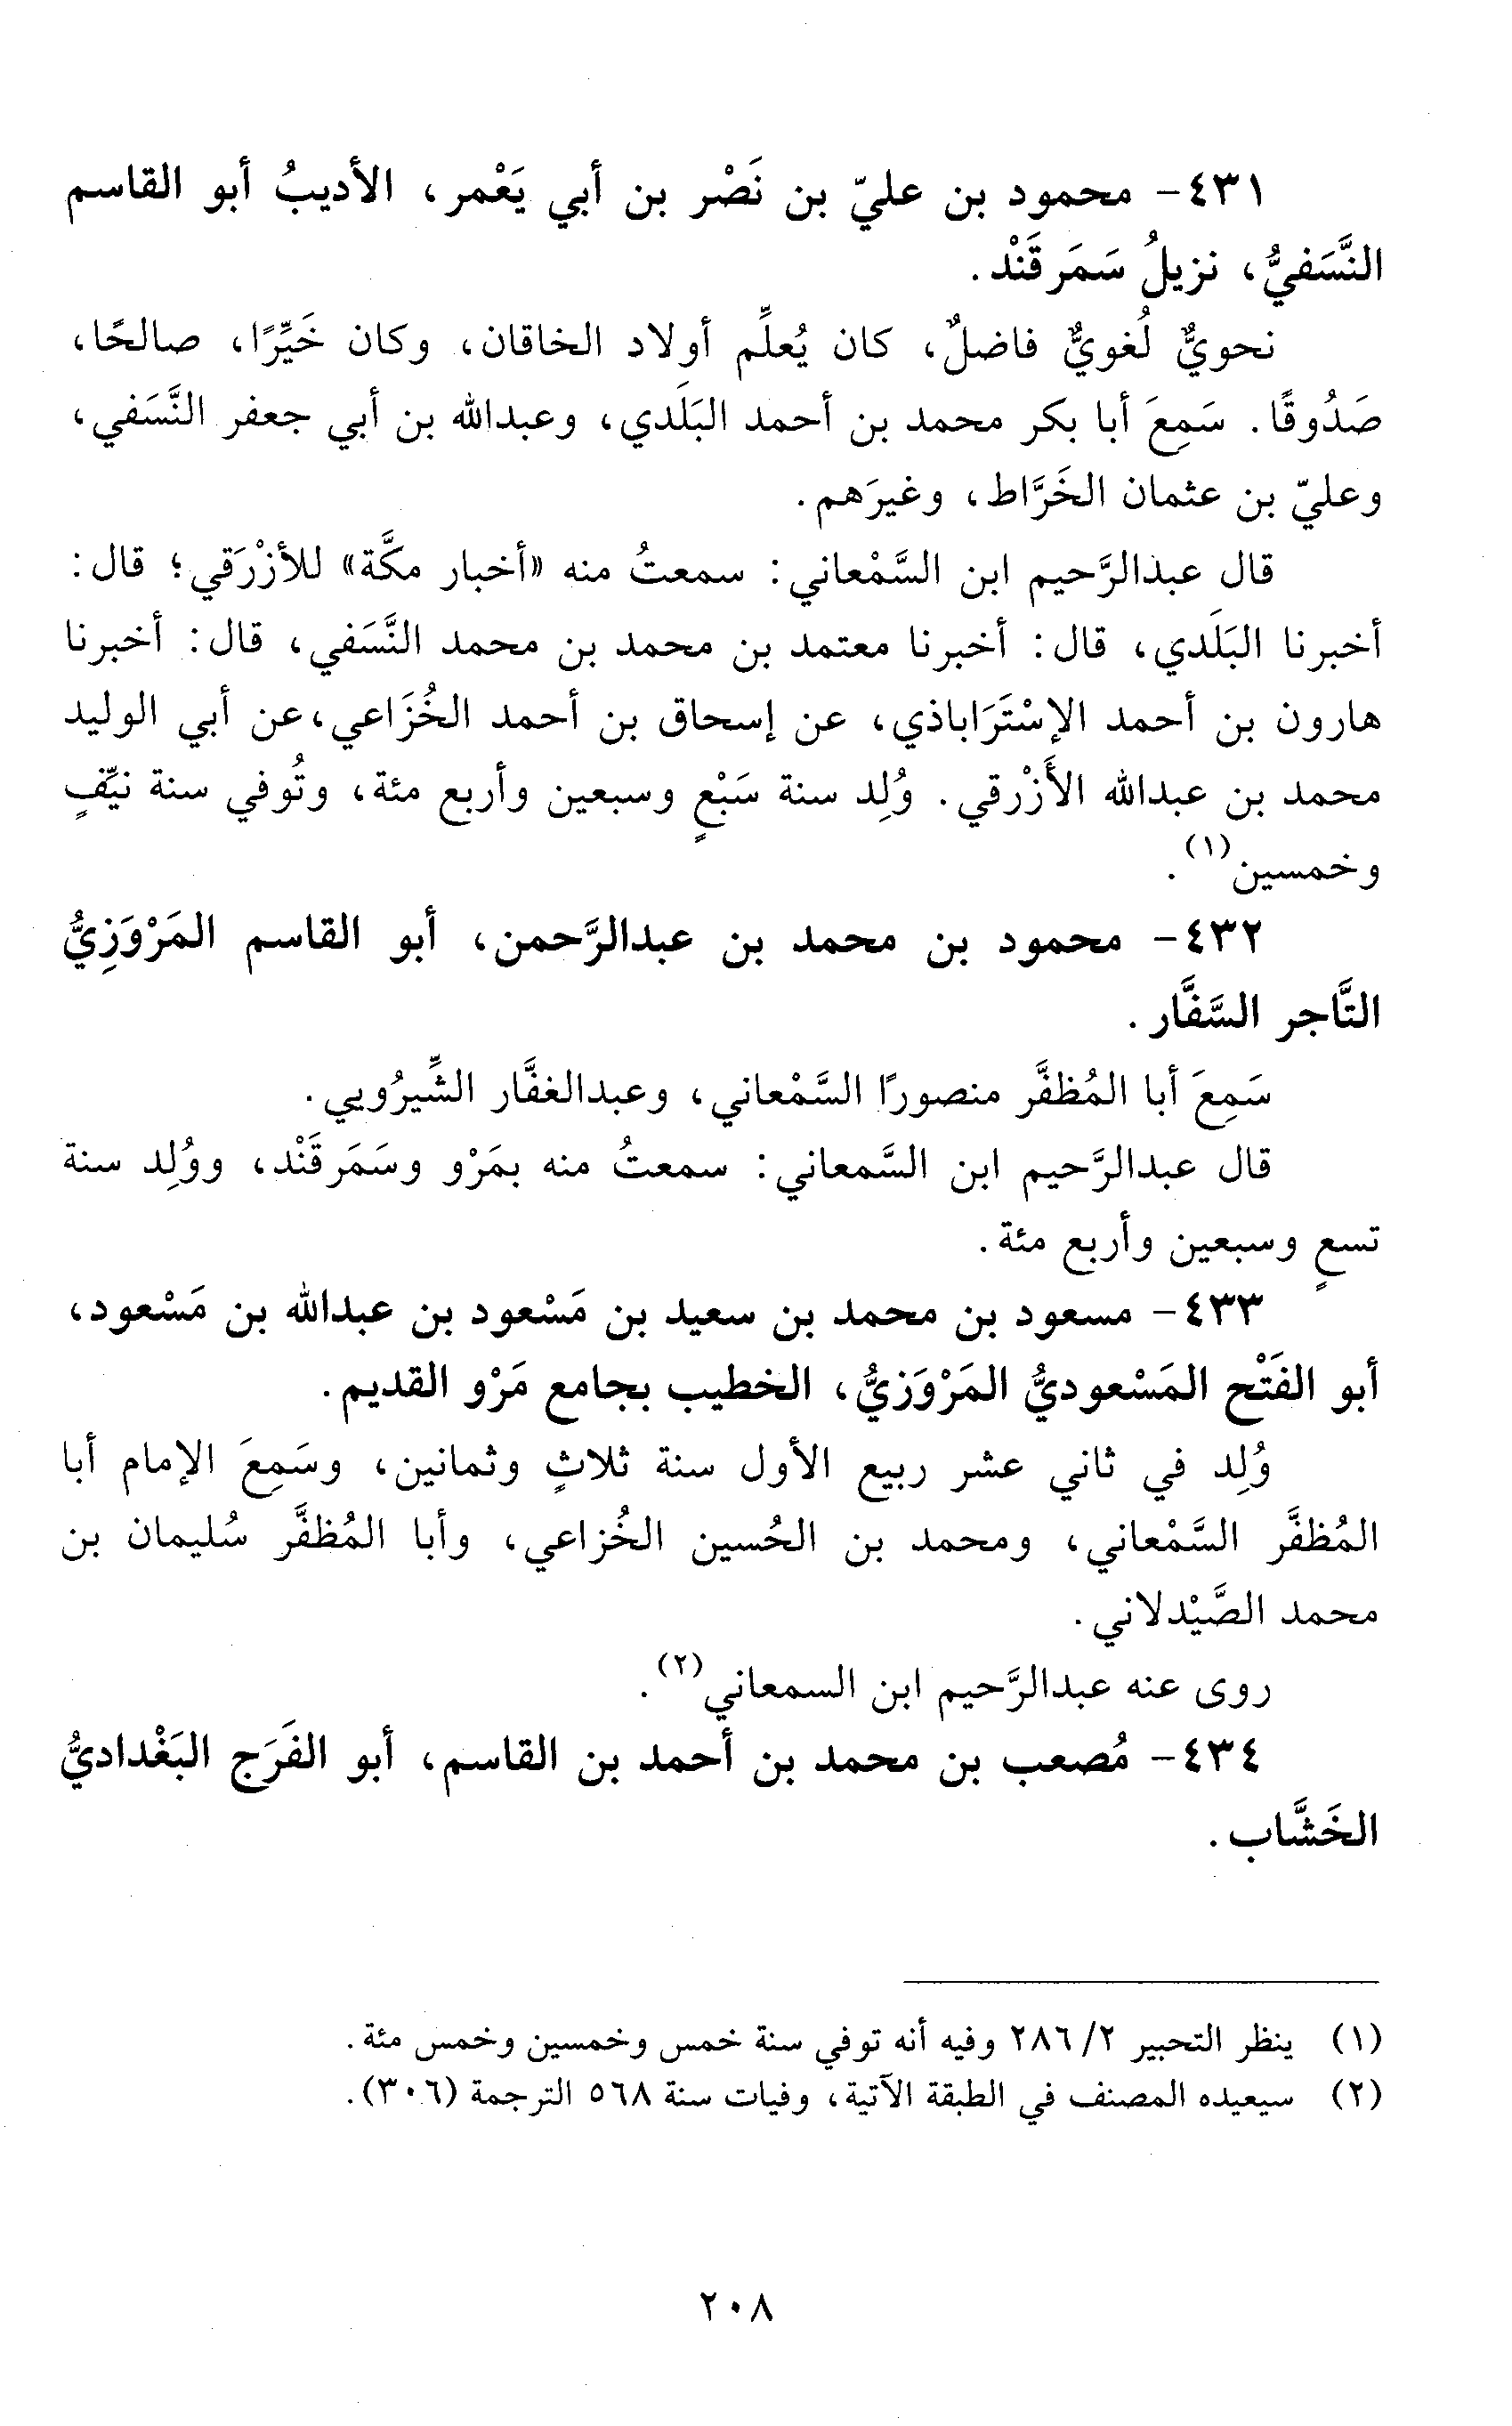 ٤٣١- محمود بن عليّ بن نَصْر بن أبي يَعْمر، الأديبُ أبو القاسم
النَّسَفيُّ، نزيلُ سَمَرقَنْد.
نحويٌّ لُغويٌّ فاضلٌ، كان يُعلِّم أولاد الخاقان، وكان خَيِّرًا، صالحًا،
صَدُوقًا. سَمِعَ أبا بكر محمد بن أحمد البَلَدي، وعبدالله بن أبي جعفر النَّسَفي،
وعليّ بن عثمان الخَرَّاط، وغيرَهم.
قال عبدالرَّحيم ابن السَّمْعاني: سمعتُ منه «أخبار مكَّة» للأزْرَقي؛ قال:
أخبرنا البَلَدي، قال: أخبرنا معتمد بن محمد بن محمد النَّسَفي، قال: أخبرنا
هارون بن أحمد الإسْتَرَاباذي، عن إسحاق بن أحمد الخُزَاعي،عن أبي الوليد
محمد بن عبدالله الأَزْرقي. وُلِد سنة سَبْعٍ وسبعين وأربع مئة، وتُوفي سنة نيِّفٍ
وخمسين(١).
٤٣٢- محمود بن محمد بن عبدالرَّحمن، أبو القاسم المَرْوَزِيُّ
التَّاجر السَّفَّار.
سَمِعَ أبا المُظفَّر منصورًا السَّمْعاني، وعبدالغفَّار الشِّيرُويي.
قال عبدالرَّحيم ابن السَّمعاني: سمعتُ منه بمَرْو وسَمَرقَنْد، ووُلِد سنة
تسعٍ وسبعين وأربع مئة.
٤٣٣- مسعود بن محمد بن سعيد بن مَسْعود بن عبدالله بن مَسْعود،
أبو الفَتْح المَسْعوديُّ المَرْوَزيُّ، الخطيب بجامع مَرْو القديم.
وُلِد في ثاني عشر ربيع الأول سنة ثلاثٍ وثمانين، وسَمِعَ الإمام أبا
المُظفَّر السَّمْعاني، ومحمد بن الحُسين الخُزاعي، وأبا المُظفَّر سُليمان بن
محمد الصَّيْدلاني.
روى عنه عبدالرَّحيم ابن السمعاني(٢).
٤٣٤- مُصعب بن محمد بن أحمد بن القاسم، أبو الفَرَج البَغْداديُّ
الخَشَّاب.
(١) ينظر التحبير ٢/ ٢٨٦ وفيه أنه توفي سنة خمس وخمسين وخمس مئة.
(٢) سيعيده المصنف في الطبقة الآتية، وفيات سنة ٥٦٨ الترجمة (٣٠٦).
٢٠٨